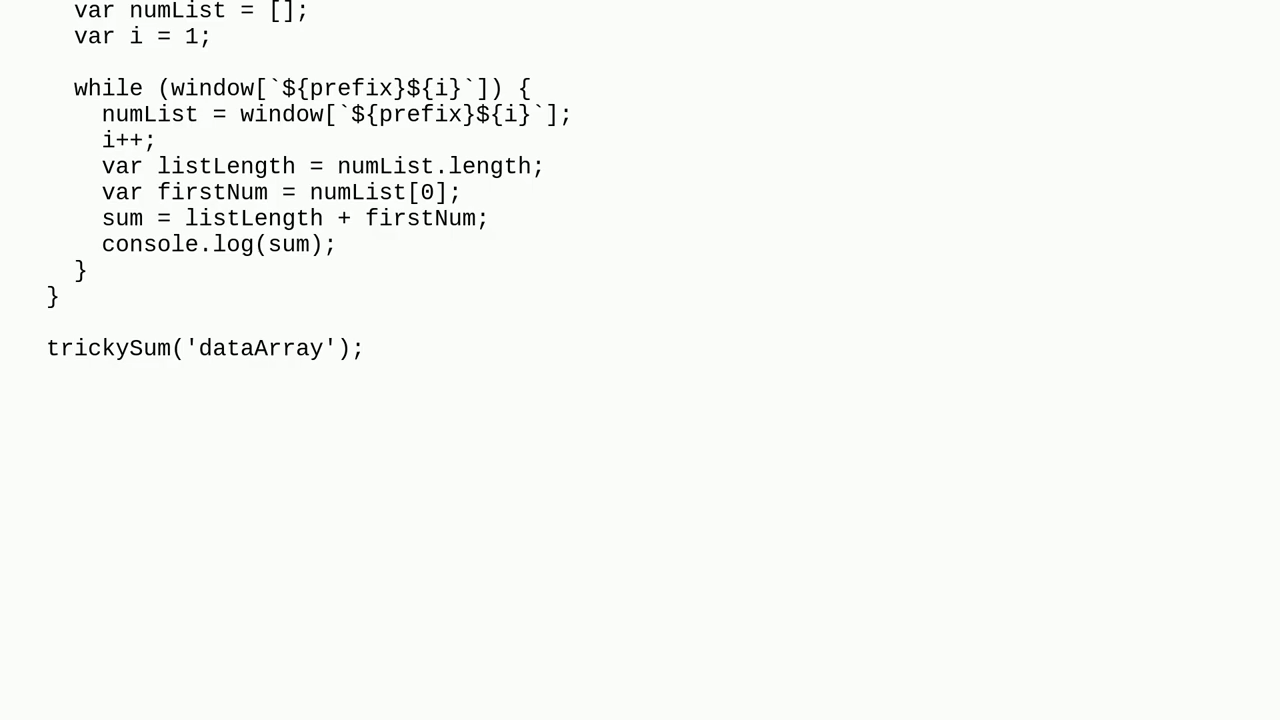 var numList = [];
var i = 1;
while (window[`${prefix}${i}`]) {
numList = window[`${prefix}${i}`];
i++;
var listLength = numList.length;
var firstNum = numList[0];
sum = listLength + firstNum;
console.log(sum);
}
}
trickySum('dataArray');